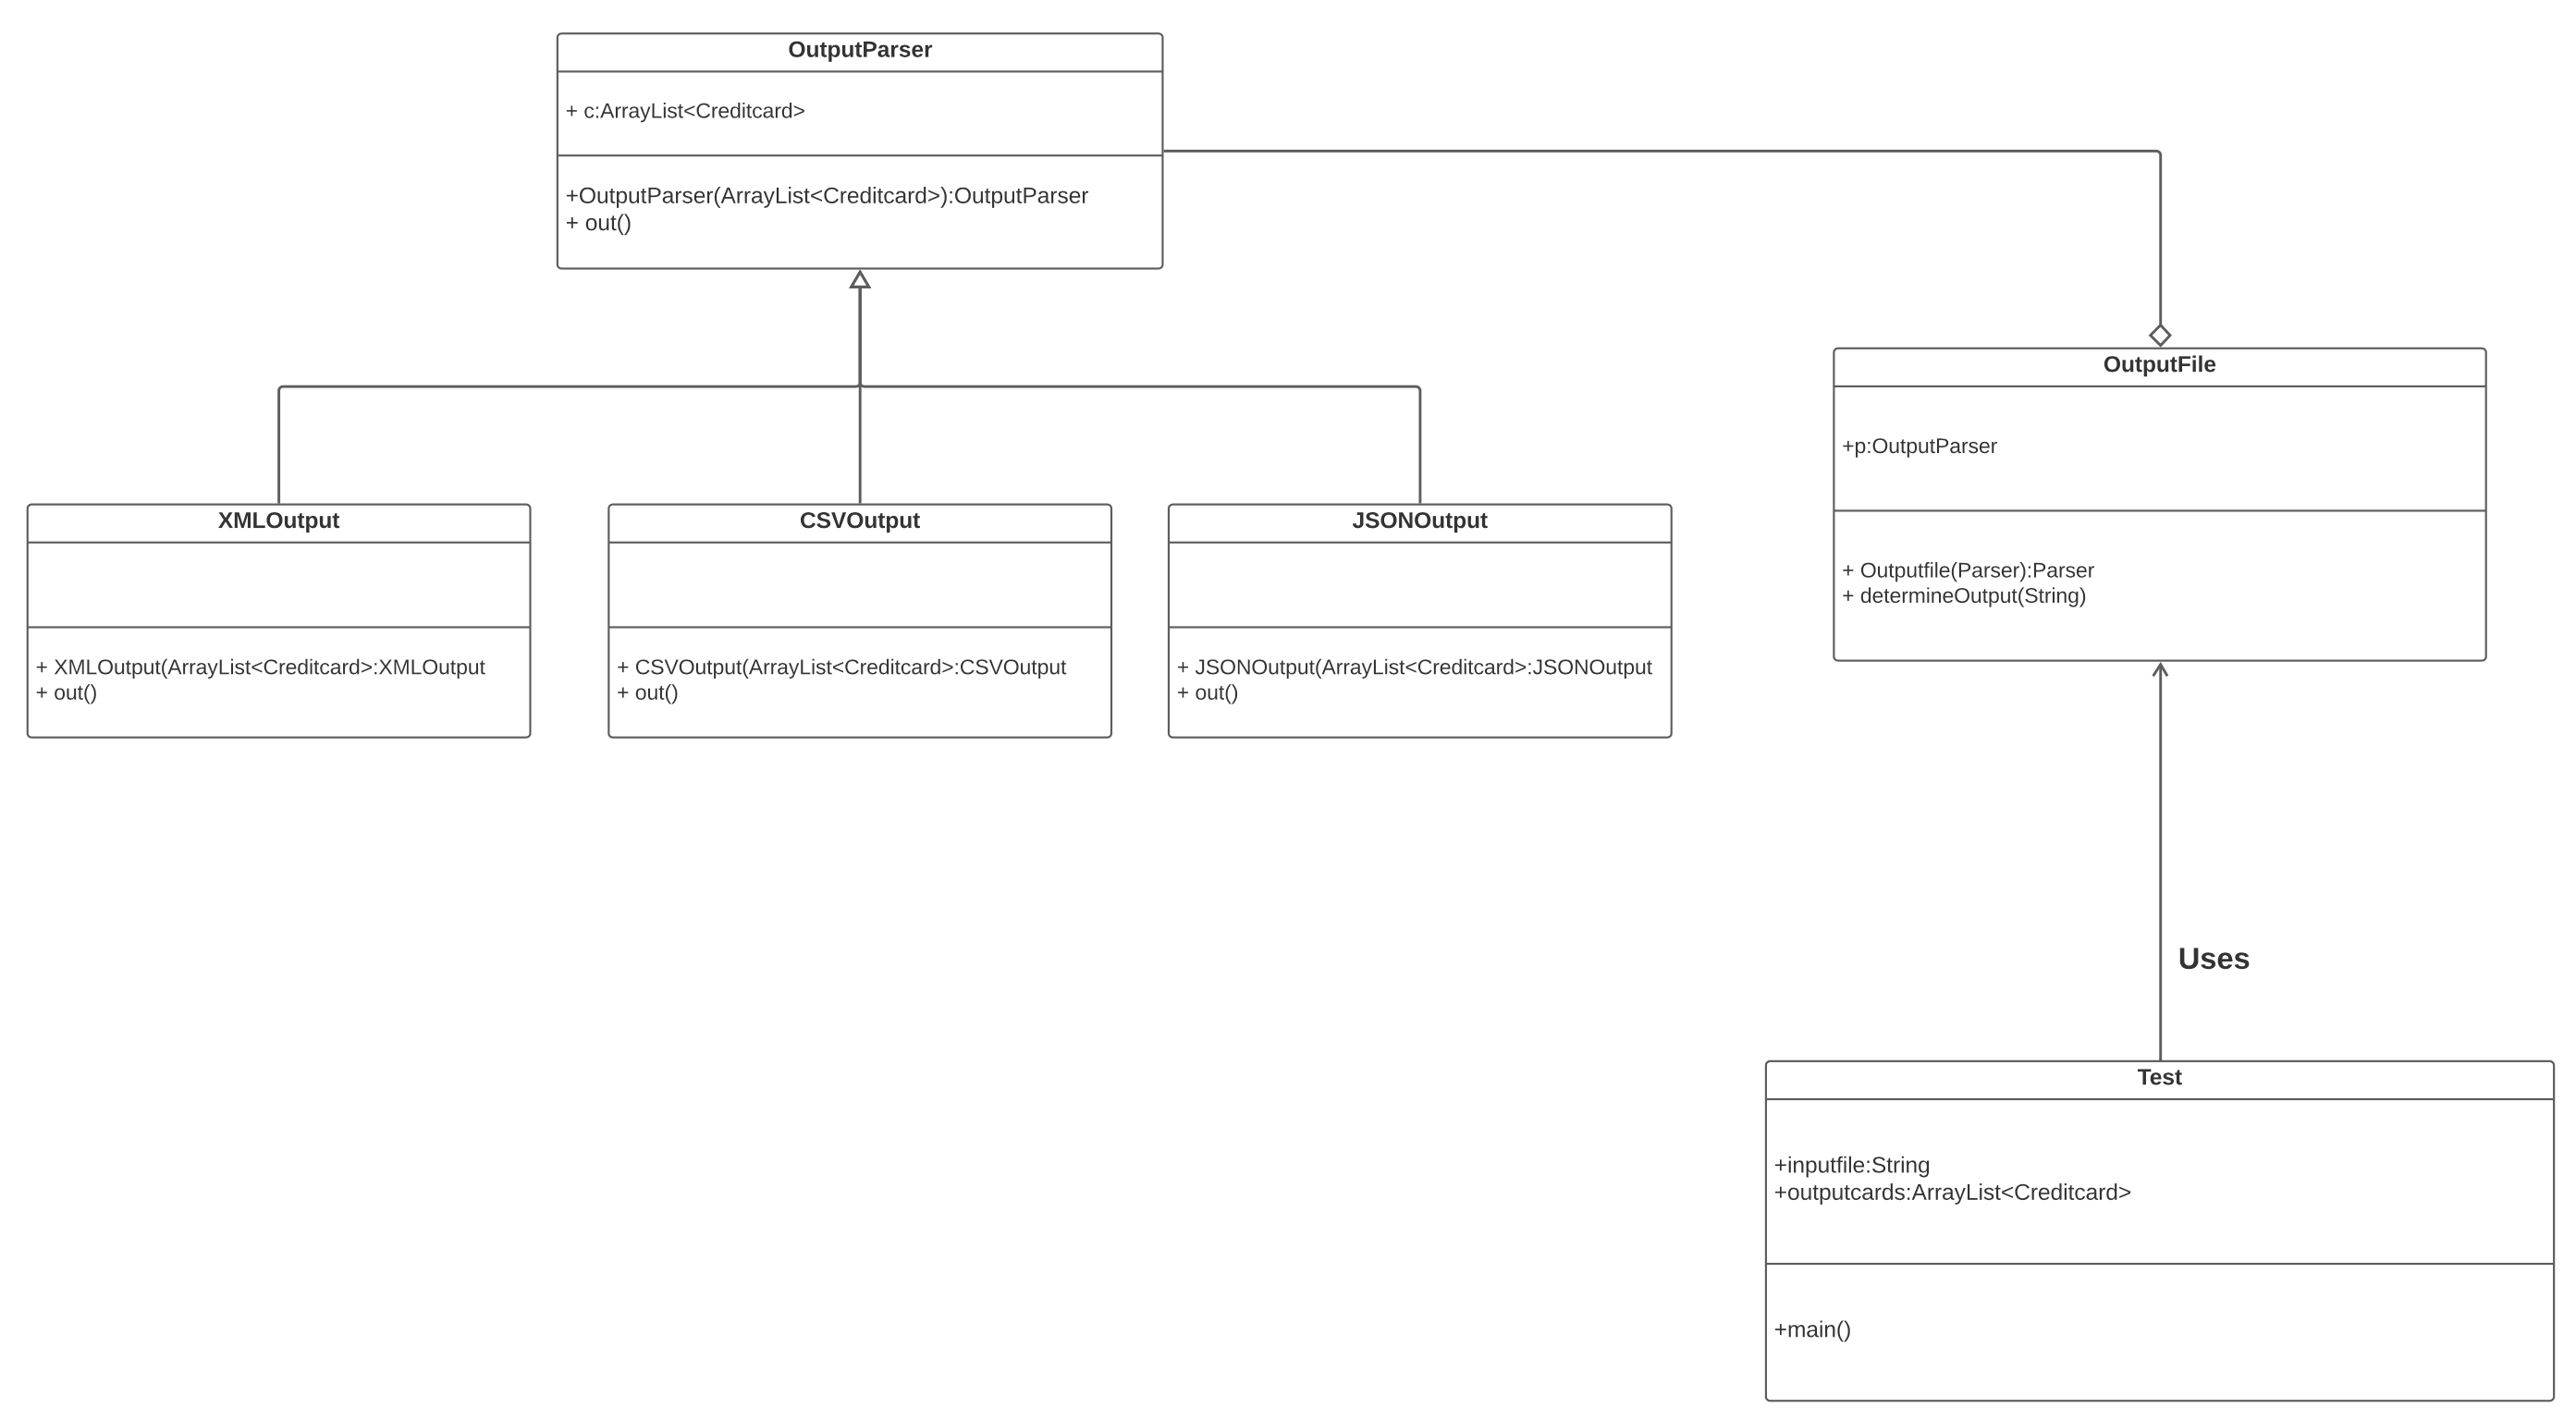 OutputParser
+ c:ArrayList<Creditcard>
+OutputParser(ArrayList<Creditcard>):OutputParser
+ out()
XMLOutput
+ XMLOutput(ArrayList<Creditcard>:XMLOutput
+ out()
CSVOutput
+ CSVOutput(ArrayList<Creditcard>:CSVOutput
+ out()
JSONOutput
+ JSONOutput(ArrayList<Creditcard>:JSONOutput
+ out()
OutputFile
+p:OutputParser
+ Outputfile(Parser):Parser
+ determineOutput(String)
Uses
Test
+inputfile:String
+outputcards:ArrayList<Creditcard>
+main()